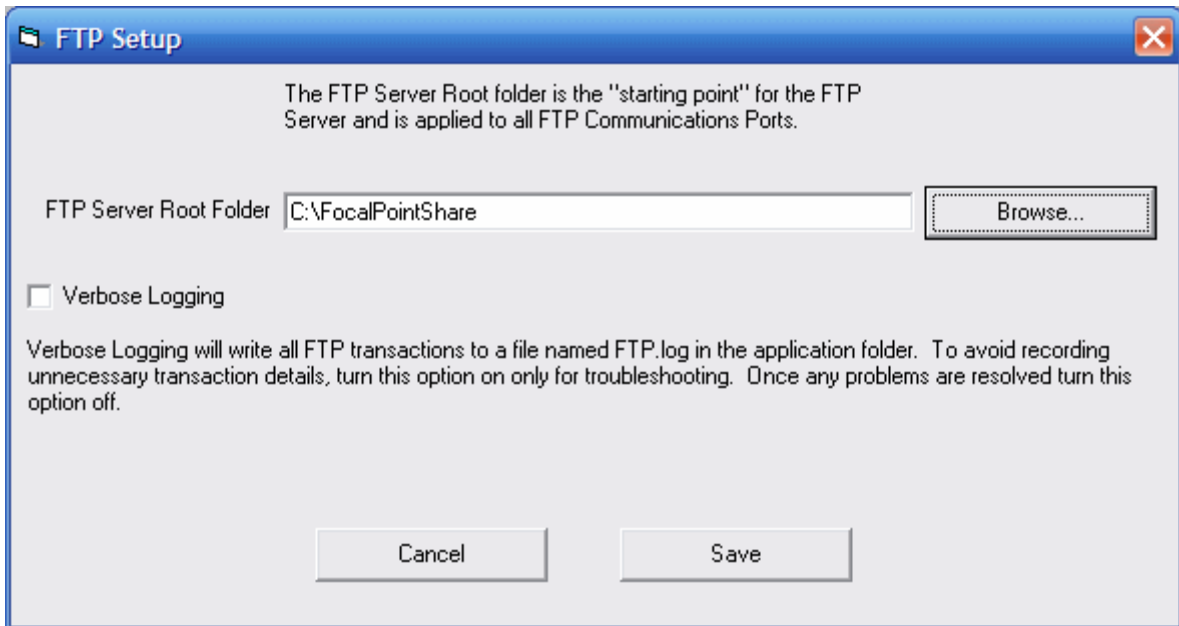 FTP Setup
The FTP Server Root folder is the "starting point" for the FTP
Server and is applied to all FTP Communications Ports.
FTP Server Root Folder C:\FocalPointShare Browse...
Verbose Logging
Verbose Logging will write all FTP transactions to a file named FTP.log in the application folder.  To avoid recording
unnecessary transaction details, turn this option on only for troubleshooting.  Once any problems are resolved turn this
option off.
Cancel Save